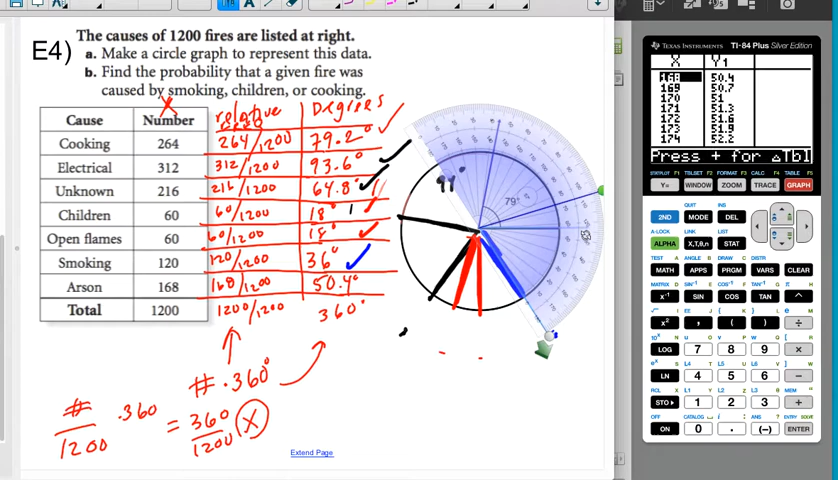 E4)
The causes of 1200 fires are listed at right.
a. Make a circle graph to represent this data.
b. Find the probability that a given fire was
caused by smoking, children, or cooking.
X
relative
Degrees
Cause Number
Cooking 264 264/1200 79.2°
Electrical 312 312/1200 93.6°
Unknown 216 216/1200 64.8°
Children 60 60/1200 18°
Open flames 60 60/1200 18°
Smoking 120 120/1200 36°
Arson 168 168/1200 50.4°
Total 1200 1200/1200 360°
94°
79°
# · 360°
#/1200 · 360 = 360/1200 (X)
Extend Page
TEXAS INSTRUMENTS TI-84 Plus Silver Edition
X Y1
168 50.4
169 50.7
170 51
171 51.3
172 51.6
173 51.9
174 52.2
Press + for △Tbl
STAT PLOT F1 TBLSET F2 FORMAT F3 CALC F4 TABLE F5
Y= WINDOW ZOOM TRACE GRAPH
QUIT INS
2ND MODE DEL
A-LOCK LINK LIST
ALPHA X,T,θ,n STAT
TEST A ANGLE B DRAW C DISTR
MATH APPS PRGM VARS CLEAR
MATRIX D SIN⁻¹ E COS⁻¹ F TAN⁻¹ G π H
x⁻¹ SIN COS TAN ^
x² , ( ) ÷
LOG 7 8 9 ×
LN 4 5 6 −
STO▸ 1 2 3 +
OFF CATALOG ANS ? ENTRY SOLVE
ON 0 . (−) ENTER